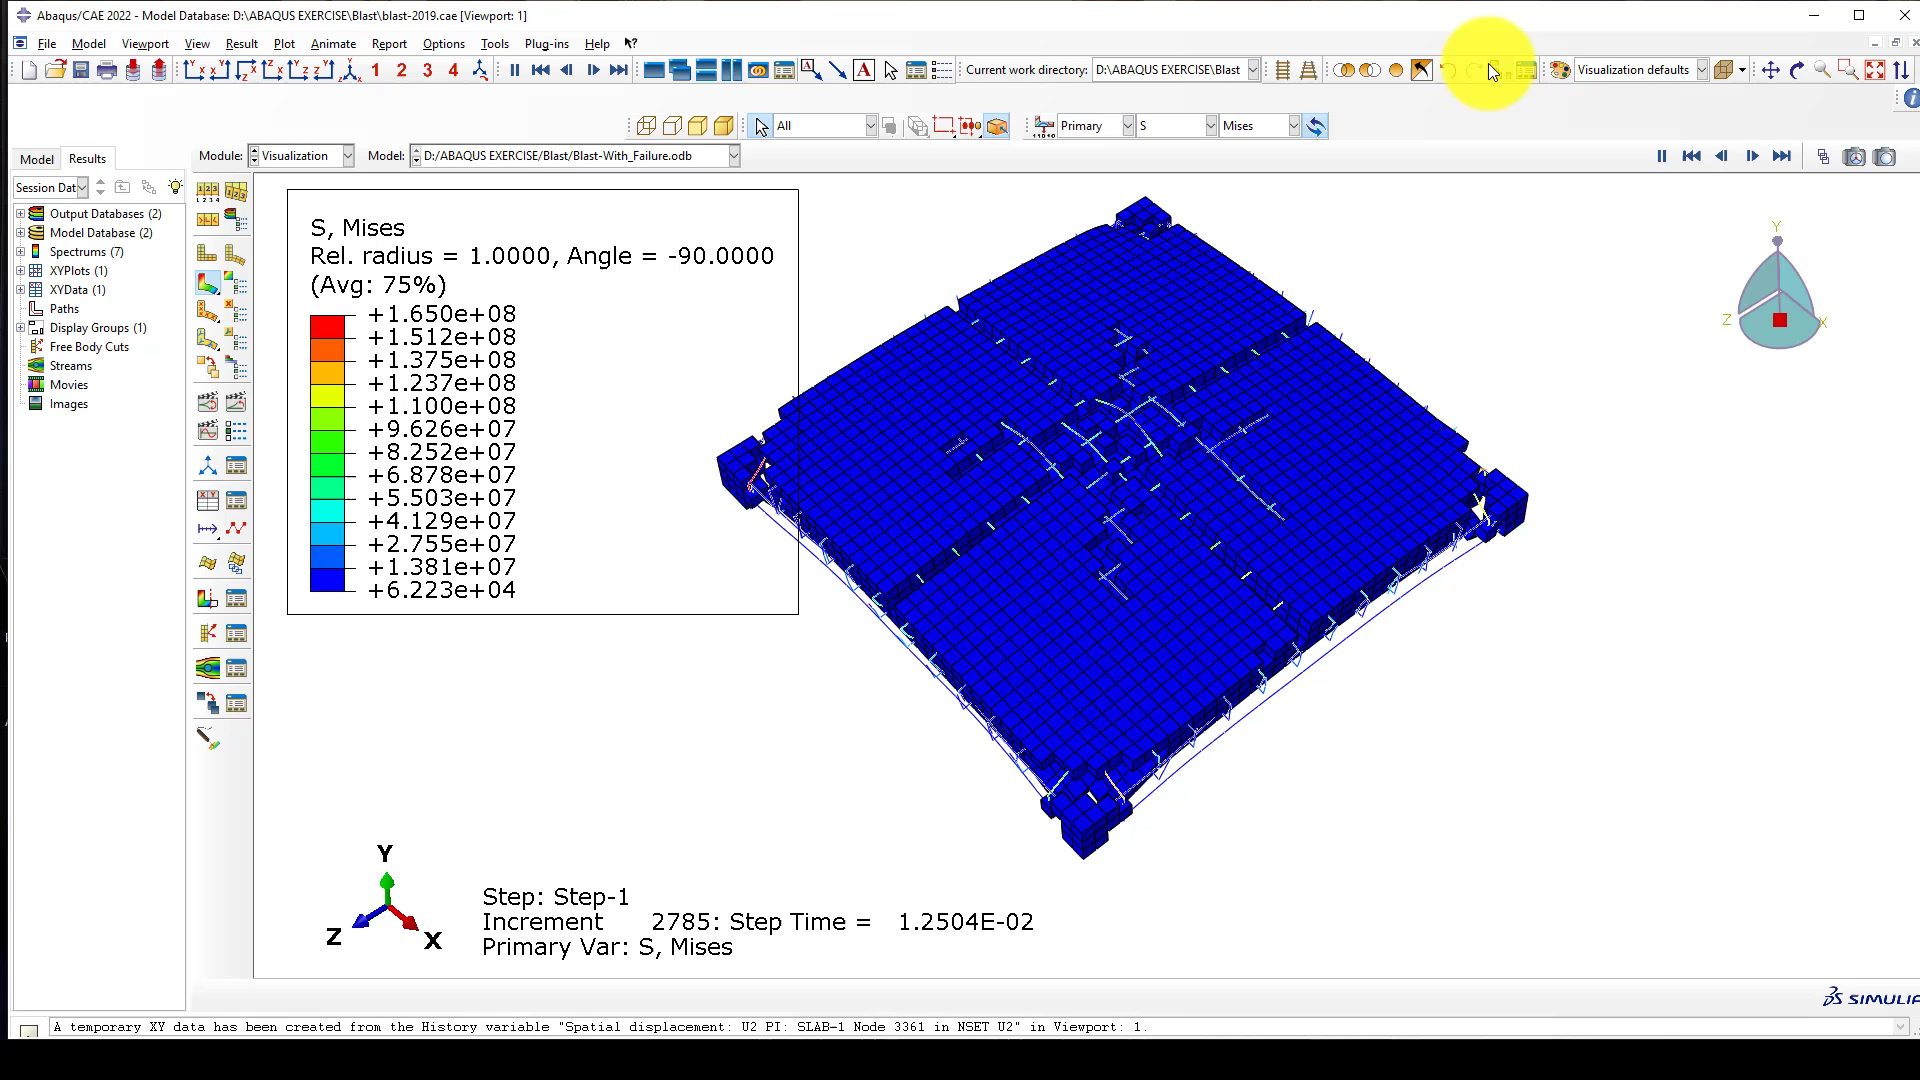 Abaqus/CAE 2022 - Model Database: D:\ABAQUS EXERCISE\Blast\blast-2019.cae [Viewport: 1]
File Model Viewport View Result Plot Animate Report Options Tools Plug-ins Help
1 2 3 4 Current work directory: D:\ABAQUS EXERCISE\Blast Visualization defaults
All Primary S Mises
Model Results Module: Visualization Model: D:/ABAQUS EXERCISE/Blast/Blast-With_Failure.odb
Session Dat
Output Databases (2)
Model Database (2)
Spectrums (7)
XYPlots (1)
XYData (1)
Paths
Display Groups (1)
Free Body Cuts
Streams
Movies
Images
S, Mises
Rel. radius = 1.0000, Angle = -90.0000
(Avg: 75%)
+1.650e+08
+1.512e+08
+1.375e+08
+1.237e+08
+1.100e+08
+9.626e+07
+8.252e+07
+6.878e+07
+5.503e+07
+4.129e+07
+2.755e+07
+1.381e+07
+6.223e+04
Y
Z
X
Y
Z
X
Step: Step-1
Increment 2785: Step Time = 1.2504E-02
Primary Var: S, Mises
SIMULIA
A temporary XY data has been created from the History variable "Spatial displacement: U2 PI: SLAB-1 Node 3361 in NSET U2" in Viewport: 1.